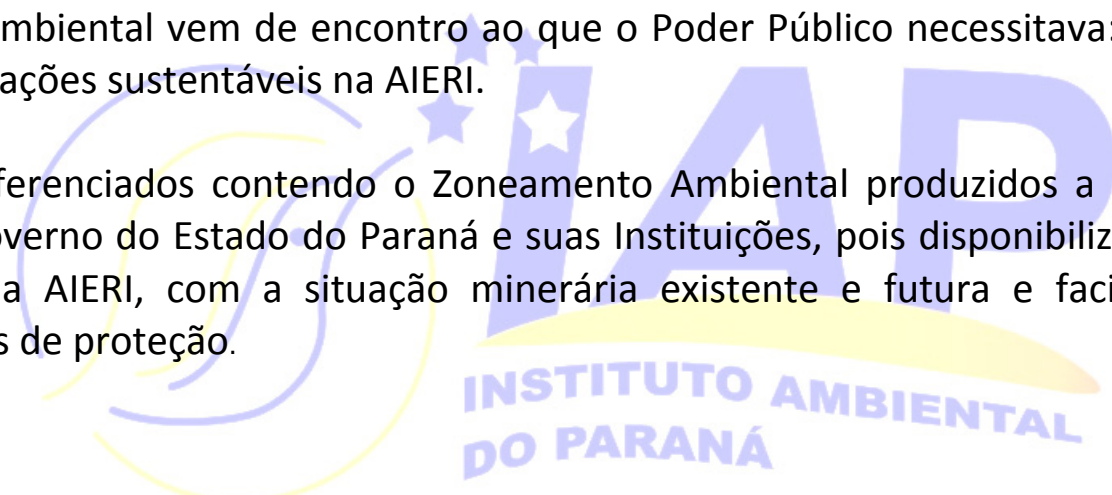 mbiental vem de encontro ao que o Poder Público necessitava:
ações sustentáveis na AIERI.
ferenciados contendo o Zoneamento Ambiental produzidos a
overno do Estado do Paraná e suas Instituições, pois disponibiliz
a AIERI, com a situação minerária existente e futura e faci
s de proteção.
IAP
INSTITUTO AMBIENTAL
DO PARANÁ